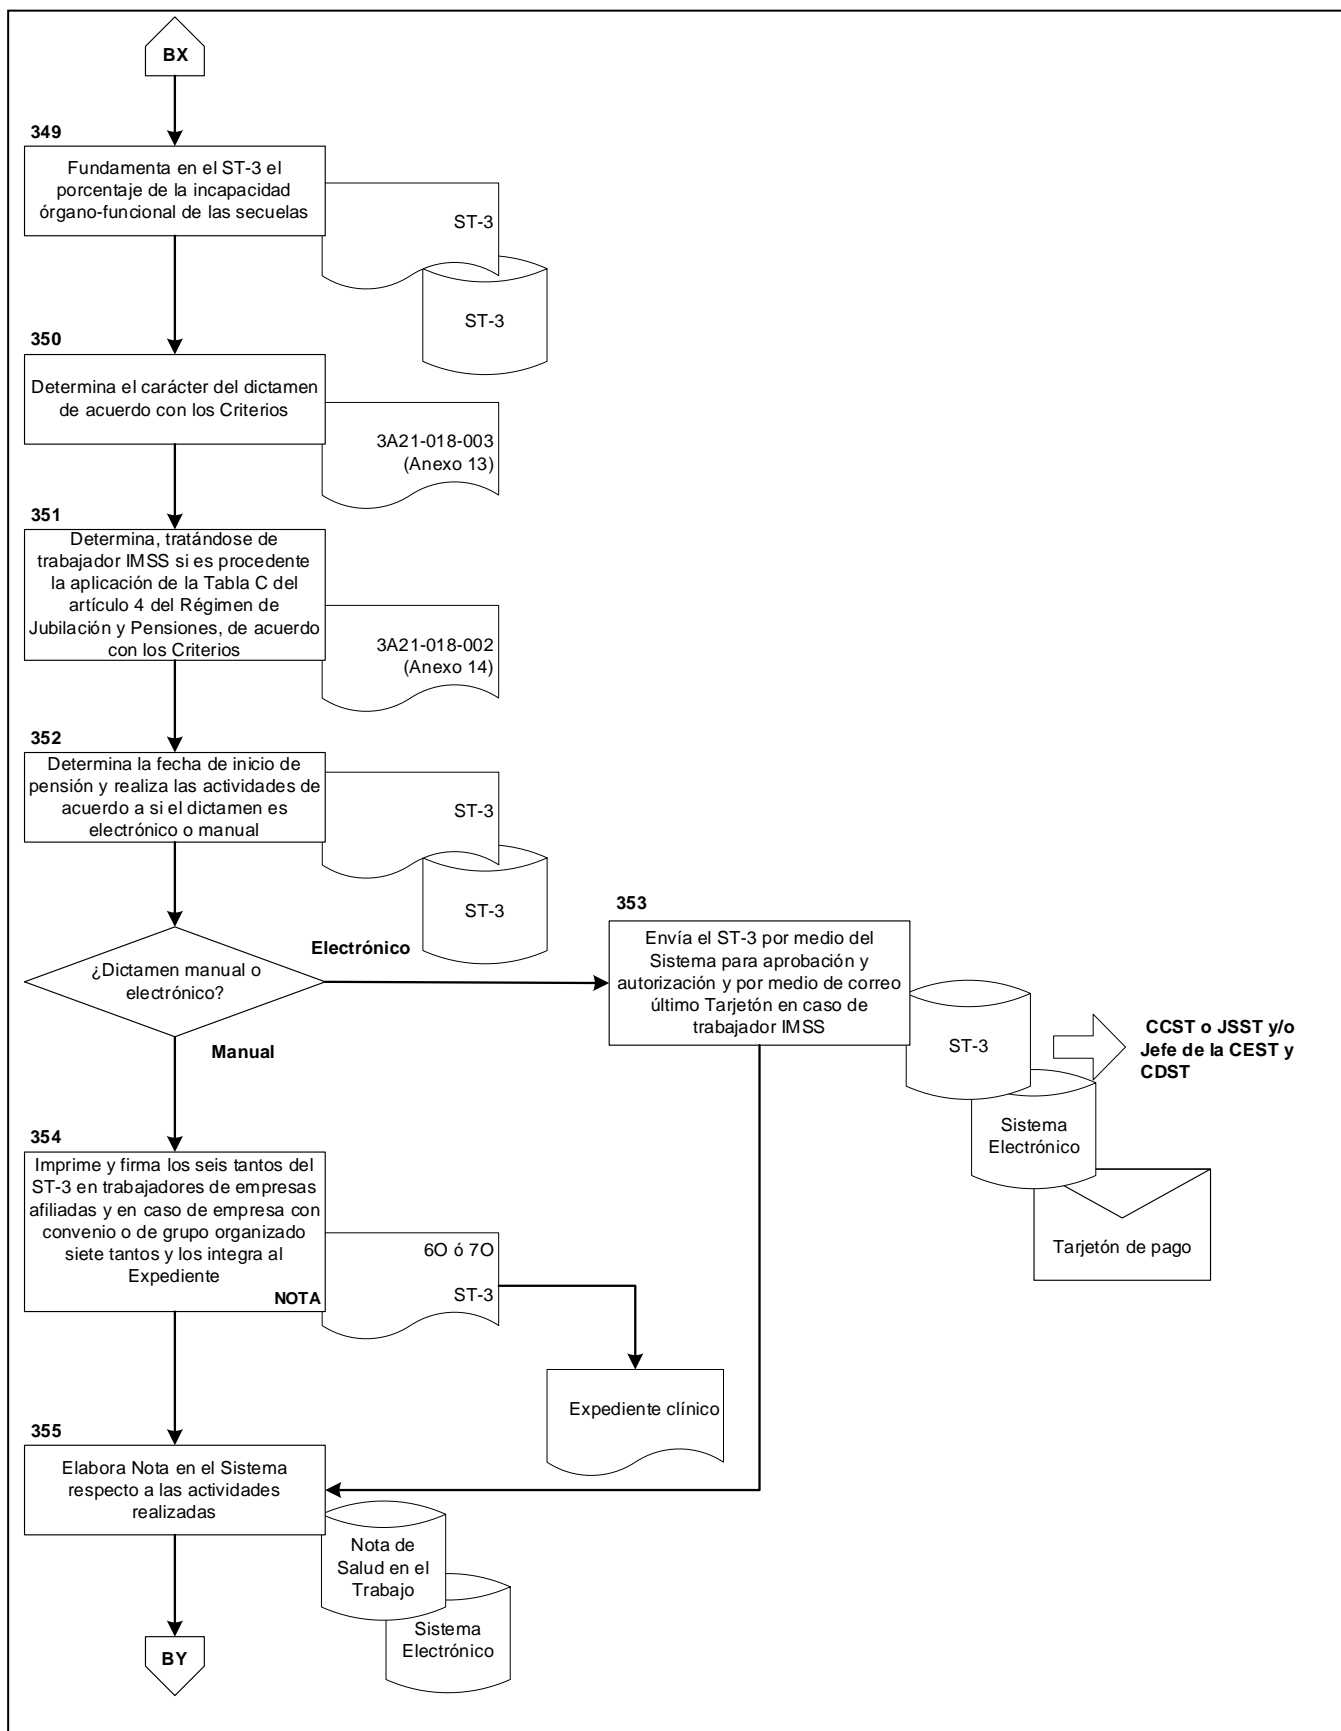 BX
349
Fundamenta en el ST-3 el
porcentaje de la incapacidad
órgano-funcional de las secuelas
ST-3
ST-3
350
Determina el carácter del dictamen
de acuerdo con los Criterios
3A21-018-003
(Anexo 13)
351
Determina, tratándose de
trabajador IMSS si es procedente
la aplicación de la Tabla C del
artículo 4 del Régimen de
Jubilación y Pensiones, de acuerdo
con los Criterios
3A21-018-002
(Anexo 14)
352
Determina la fecha de inicio de
pensión y realiza las actividades de
acuerdo a si el dictamen es
electrónico o manual
ST-3
ST-3
¿Dictamen manual o
electrónico?
Electrónico
Manual
353
Envía el ST-3 por medio del
Sistema para aprobación y
autorización y por medio de correo
último Tarjetón en caso de
trabajador IMSS
ST-3
Sistema
Electrónico
Tarjetón de pago
CCST o JSST y/o
Jefe de la CEST y
CDST
354
Imprime y firma los seis tantos del
ST-3 en trabajadores de empresas
afiliadas y en caso de empresa con
convenio o de grupo organizado
siete tantos y los integra al
Expediente
NOTA
6O ó 7O
ST-3
Expediente clínico
355
Elabora Nota en el Sistema
respecto a las actividades
realizadas
Nota de
Salud en el
Trabajo
Sistema
Electrónico
BY